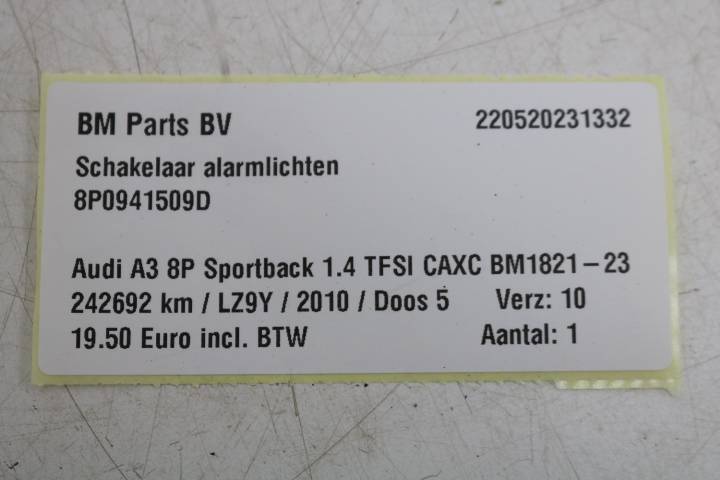 BM Parts BV 220520231332
Schakelaar alarmlichten
8P0941509D
Audi A3 8P Sportback 1.4 TFSI CAXC BM1821-23
242692 km / LZ9Y / 2010 / Doos 5 Verz: 10
19.50 Euro incl. BTW Aantal: 1